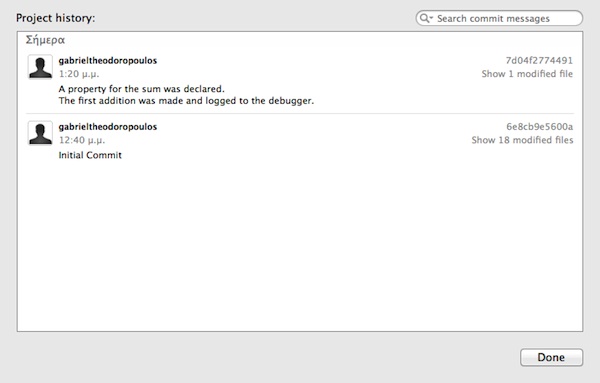 Project history:
Search commit messages
Σήμερα
gabrieltheodoropoulos
7d04f2774491
1:20 μ.μ.
Show 1 modified file
A property for the sum was declared.
The first addition was made and logged to the debugger.
gabrieltheodoropoulos
6e8cb9e5600a
12:40 μ.μ.
Show 18 modified files
Initial Commit
Done